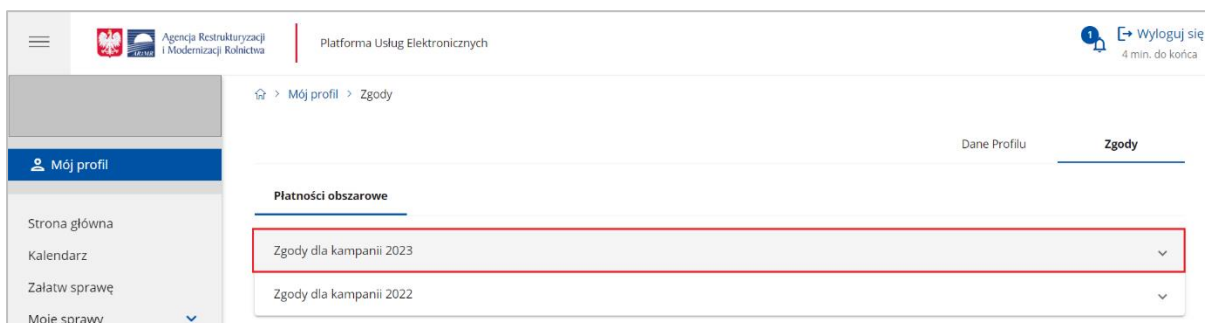 Agencja Restrukturyzacji
i Modernizacji Rolnictwa
ARiMR
Platforma Usług Elektronicznych
1
Wyloguj się
4 min. do końca
Mój profil > Zgody
Dane Profilu
Zgody
Mój profil
Płatności obszarowe
Strona główna
Kalendarz
Załatw sprawę
Moje sprawy
Zgody dla kampanii 2023
Zgody dla kampanii 2022